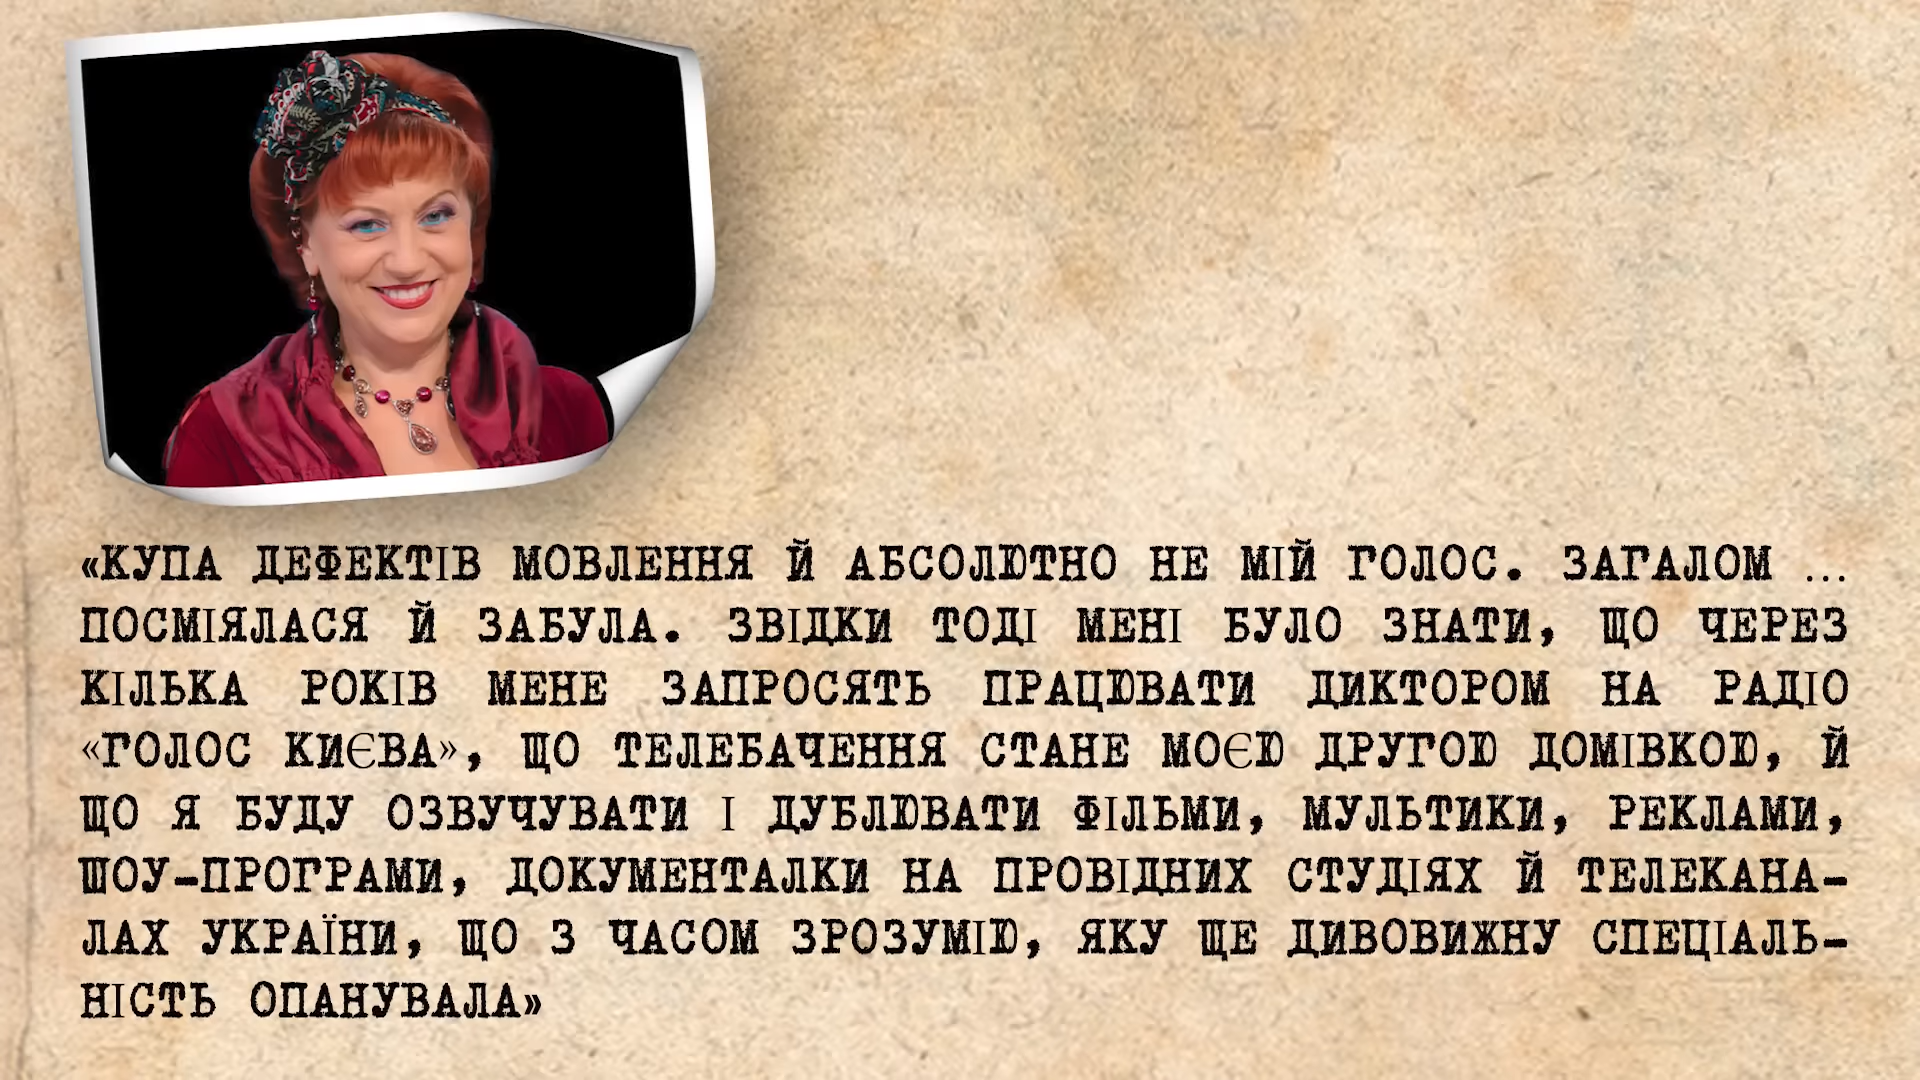 «КУПА ДЕФЕКТІВ МОВЛЕННЯ Й АБСОЛЮТНО НЕ МІЙ ГОЛОС. ЗАГАЛОМ …
ПОСМІЯЛАСЯ Й ЗАБУЛА. ЗВІДКИ ТОДІ МЕНІ БУЛО ЗНАТИ, ЩО ЧЕРЕЗ
КІЛЬКА РОКІВ МЕНЕ ЗАПРОСЯТЬ ПРАЦЮВАТИ ДИКТОРОМ НА РАДІО
«ГОЛОС КИЄВА», ЩО ТЕЛЕБАЧЕННЯ СТАНЕ МОЄЮ ДРУГОЮ ДОМІВКОЮ, Й
ЩО Я БУДУ ОЗВУЧУВАТИ І ДУБЛЮВАТИ ФІЛЬМИ, МУЛЬТИКИ, РЕКЛАМИ,
ШОУ-ПРОГРАМИ, ДОКУМЕНТАЛКИ НА ПРОВІДНИХ СТУДІЯХ Й ТЕЛЕКАНА-
ЛАХ УКРАЇНИ, ЩО З ЧАСОМ ЗРОЗУМІЮ, ЯКУ ЩЕ ДИВОВИЖНУ СПЕЦІАЛЬ-
НІСТЬ ОПАНУВАЛА»